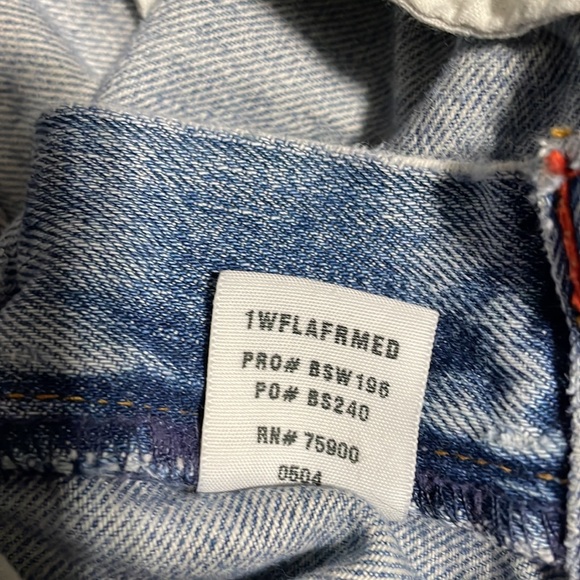 1WFLAFRMED
PRO# BSW196
PO# BS240
RN# 75900
0504